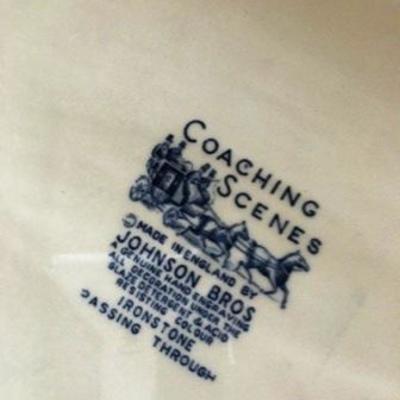 COACHING
SCENES
MADE IN ENGLAND BY
JOHNSON BROS
A GENUINE HAND ENGRAVING
ALL DECORATION UNDER THE
GLAZE DETERGENT & ACID
RESISTING COLOUR
IRONSTONE
PASSING THROUGH